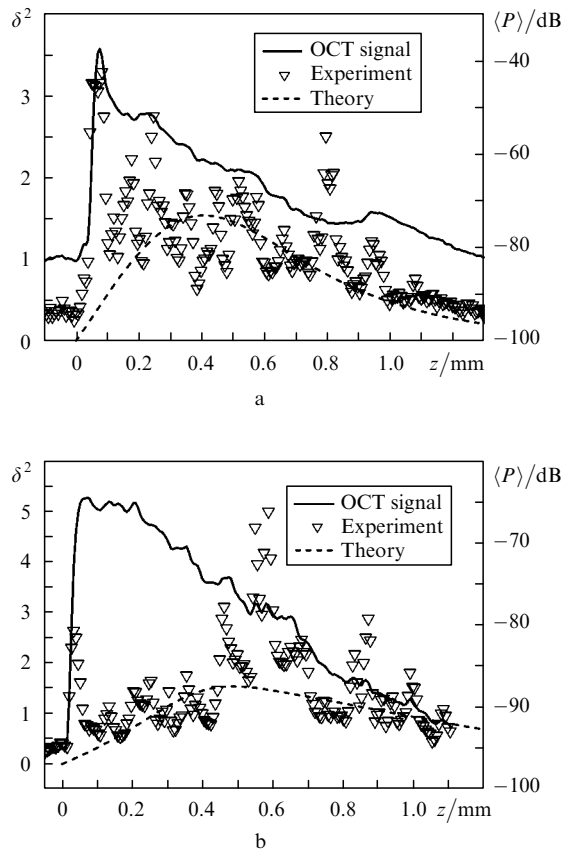 δ² ⟨P⟩/dB
OCT signal
Experiment
Theory
4
3
2
1
0
−40
−60
−80
−100
0 0.2 0.4 0.6 0.8 1.0 z/mm
a
δ² ⟨P⟩/dB
OCT signal
Experiment
Theory
5
4
3
2
1
0
−70
−80
−90
−100
0 0.2 0.4 0.6 0.8 1.0 z/mm
b